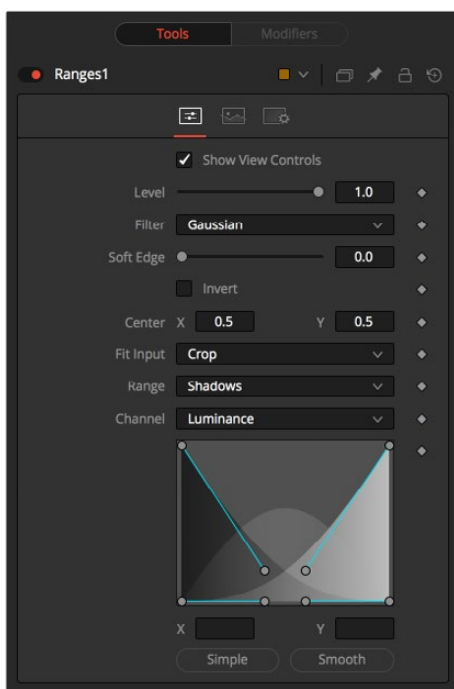 Tools Modifiers
Ranges1
Show View Controls
Level 1.0
Filter Gaussian
Soft Edge 0.0
Invert
Center X 0.5 Y 0.5
Fit Input Crop
Range Shadows
Channel Luminance
X Y
Simple Smooth